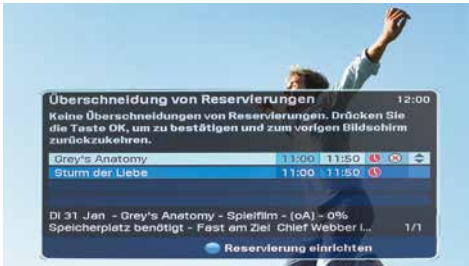 Überschneidung von Reservierungen 12:00
Keine Überschneidungen von Reservierungen. Drücken Sie
die Taste OK, um zu bestätigen und zum vorigen Bildschirm
zurückzukehren.
Grey's Anatomy 11:00 11:50
Sturm der Liebe 11:00 11:50
Di 31 Jan - Grey's Anatomy - Spielfilm - (oA) - 0%
Speicherplatz benötigt - Fast am Ziel Chief Webber i... 1/1
Reservierung einrichten